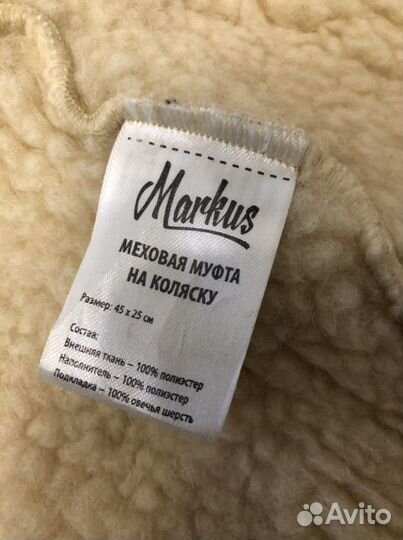 Markus
МЕХОВАЯ МУФТА
НА КОЛЯСКУ
Размер: 45 x 25 см
Состав:
Внешняя ткань – 100% полиэстер
Наполнитель – 100% полиэстер
Подкладка – 100% овечья шерсть
Avito